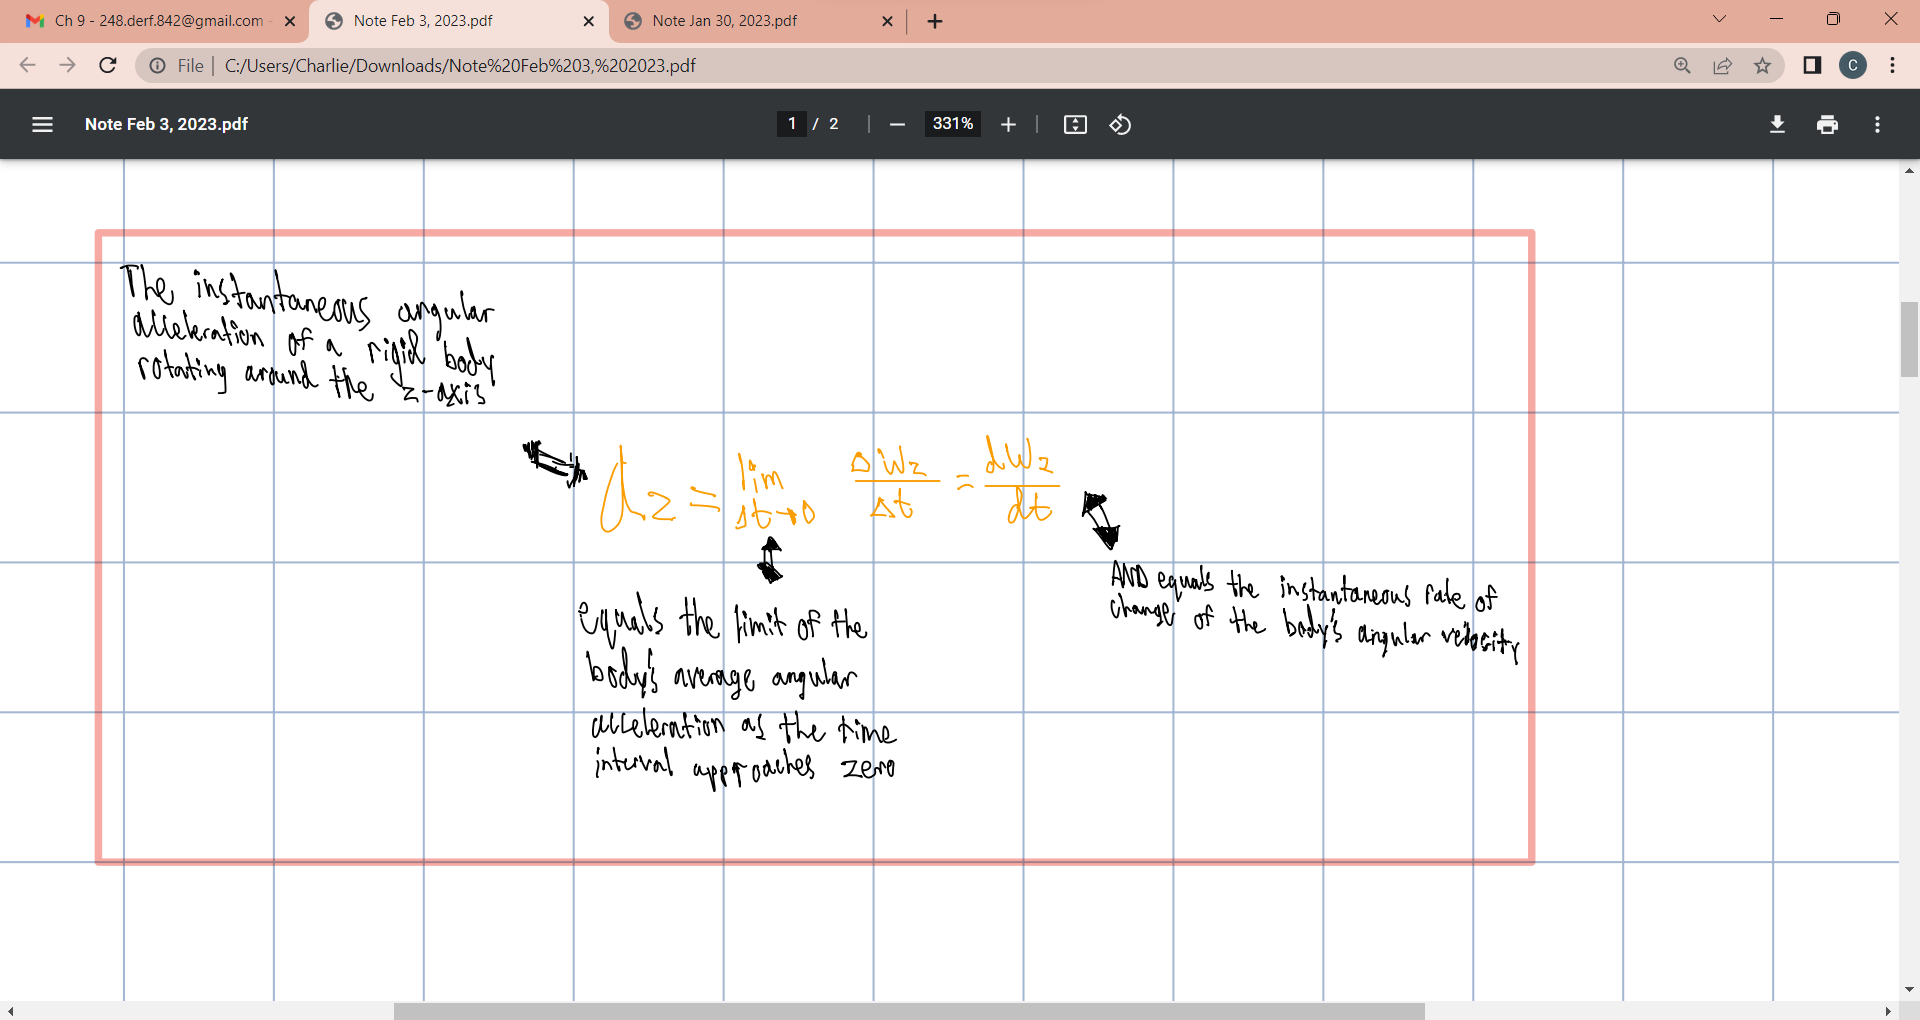 Ch 9 - 248.derf.842@gmail.com -
Note Feb 3, 2023.pdf
Note Jan 30, 2023.pdf
File | C:/Users/Charlie/Downloads/Note%20Feb%203,%202023.pdf
C
Note Feb 3, 2023.pdf
1 / 2
331%
The instantaneous angular
acceleration of a rigid body
rotating around the z-axis
αz = lim Δt→0 ΔWz/Δt = dWz/dt
AND equals the instantaneous rate of
change of the body's angular velocity
equals the limit of the
body's average angular
acceleration as the time
interval approaches zero